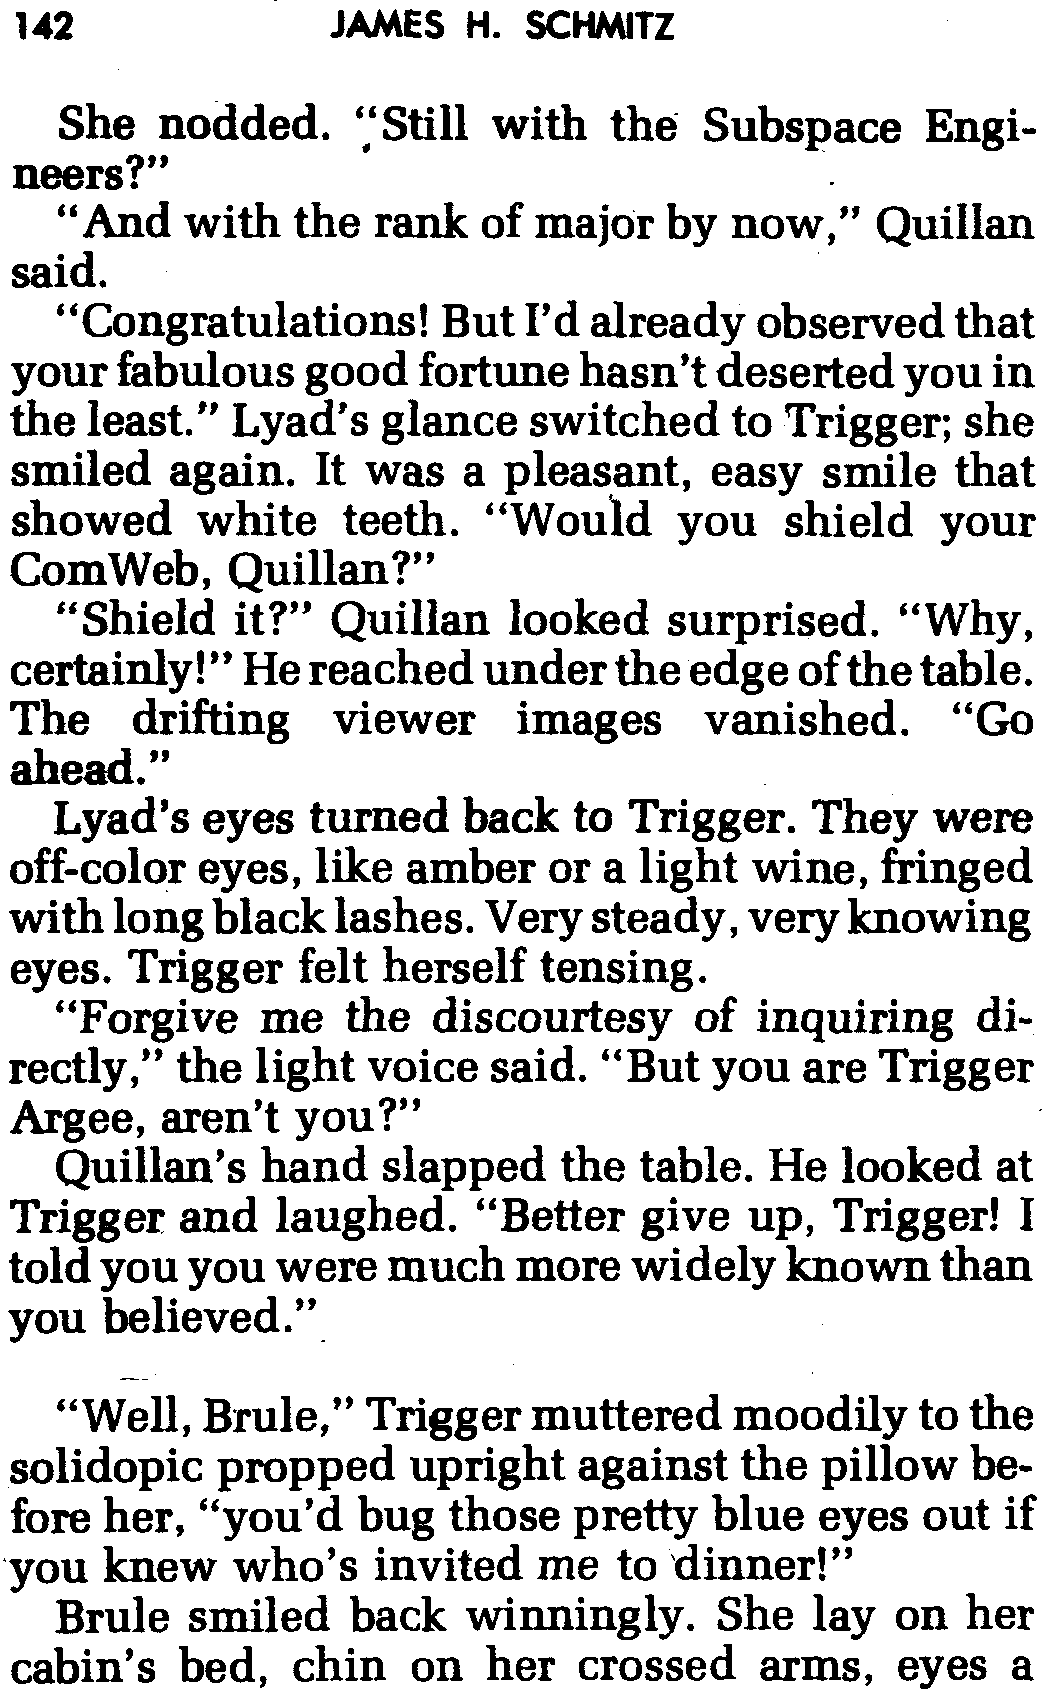 142 JAMES H. SCHMITZ
She nodded. “Still with the Subspace Engi-
neers?”
“And with the rank of major by now,” Quillan
said.
“Congratulations! But I’d already observed that
your fabulous good fortune hasn’t deserted you in
the least.” Lyad’s glance switched to Trigger; she
smiled again. It was a pleasant, easy smile that
showed white teeth. “Would you shield your
ComWeb, Quillan?”
“Shield it?” Quillan looked surprised. “Why,
certainly!” He reached under the edge of the table.
The drifting viewer images vanished. “Go
ahead.”
Lyad’s eyes turned back to Trigger. They were
off-color eyes, like amber or a light wine, fringed
with long black lashes. Very steady, very knowing
eyes. Trigger felt herself tensing.
“Forgive me the discourtesy of inquiring di-
rectly,” the light voice said. “But you are Trigger
Argee, aren’t you?”
Quillan’s hand slapped the table. He looked at
Trigger and laughed. “Better give up, Trigger! I
told you you were much more widely known than
you believed.”
“Well, Brule,” Trigger muttered moodily to the
solidopic propped upright against the pillow be-
fore her, “you’d bug those pretty blue eyes out if
you knew who’s invited me to dinner!”
Brule smiled back winningly. She lay on her
cabin’s bed, chin on her crossed arms, eyes a